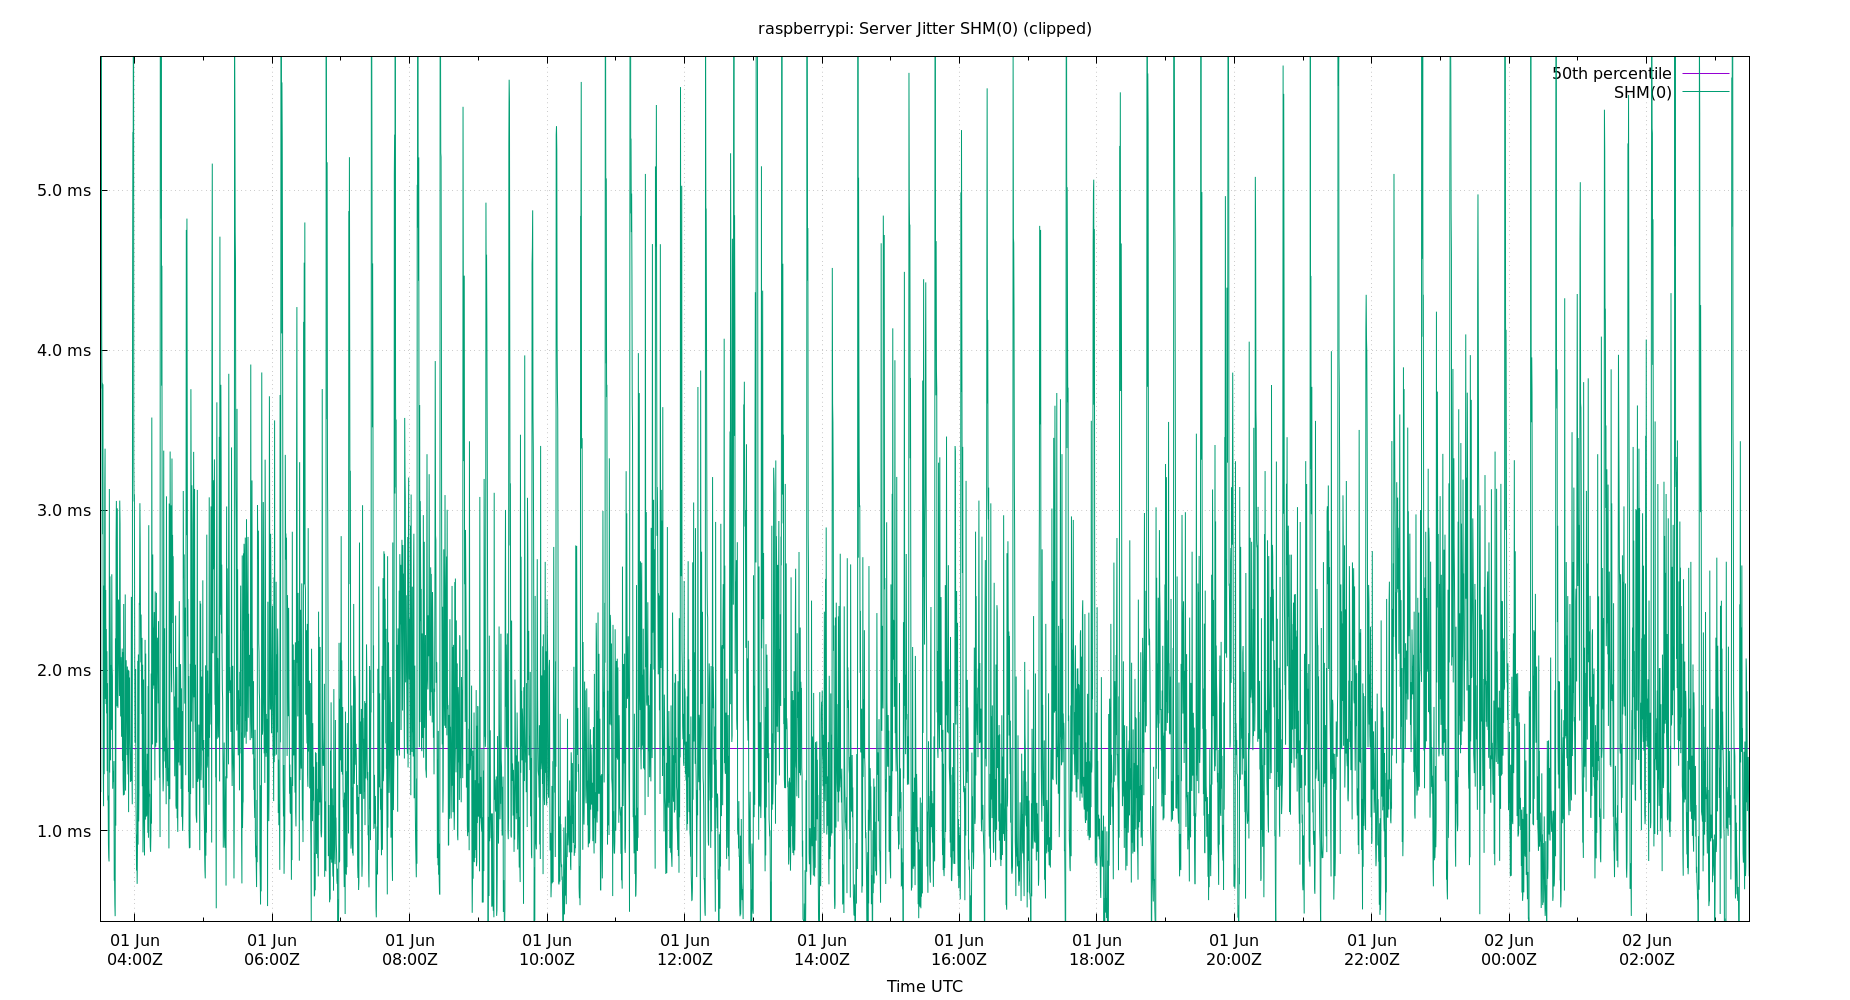 raspberrypi: Server Jitter SHM(0) (clipped)
50th percentile
SHM(0)
5.0 ms
4.0 ms
3.0 ms
2.0 ms
1.0 ms
01 Jun 01 Jun 01 Jun 01 Jun 01 Jun 01 Jun 01 Jun 01 Jun 01 Jun 01 Jun 02 Jun 02 Jun
04:00Z 06:00Z 08:00Z 10:00Z 12:00Z 14:00Z 16:00Z 18:00Z 20:00Z 22:00Z 00:00Z 02:00Z
Time UTC